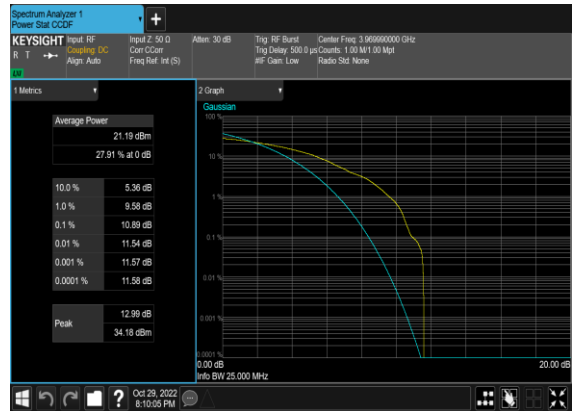 Spectrum Analyzer 1
Power Stat CCDF
+
KEYSIGHT
R T
LXI
Input: RF
Coupling: DC
Align: Auto
Input Z: 50 Ω
Corr CCorr
Freq Ref: Int (S)
Atten: 30 dB
Trig: RF Burst
Trig Delay: 500.0 µs
#IF Gain: Low
Center Freq: 3.969990000 GHz
Counts: 1.00 M/1.00 Mpt
Radio Std: None
1 Metrics
Average Power
21.19 dBm
27.91 % at 0 dB
10.0 % 5.36 dB
1.0 % 9.58 dB
0.1 % 10.89 dB
0.01 % 11.54 dB
0.001 % 11.57 dB
0.0001 % 11.58 dB
Peak
12.99 dB
34.18 dBm
2 Graph
Gaussian
100 %
10 %
1 %
0.1 %
0.01 %
0.001 %
0.0001 %
0.00 dB
20.00 dB
Info BW 25.000 MHz
?
Oct 29, 2022
8:10:05 PM